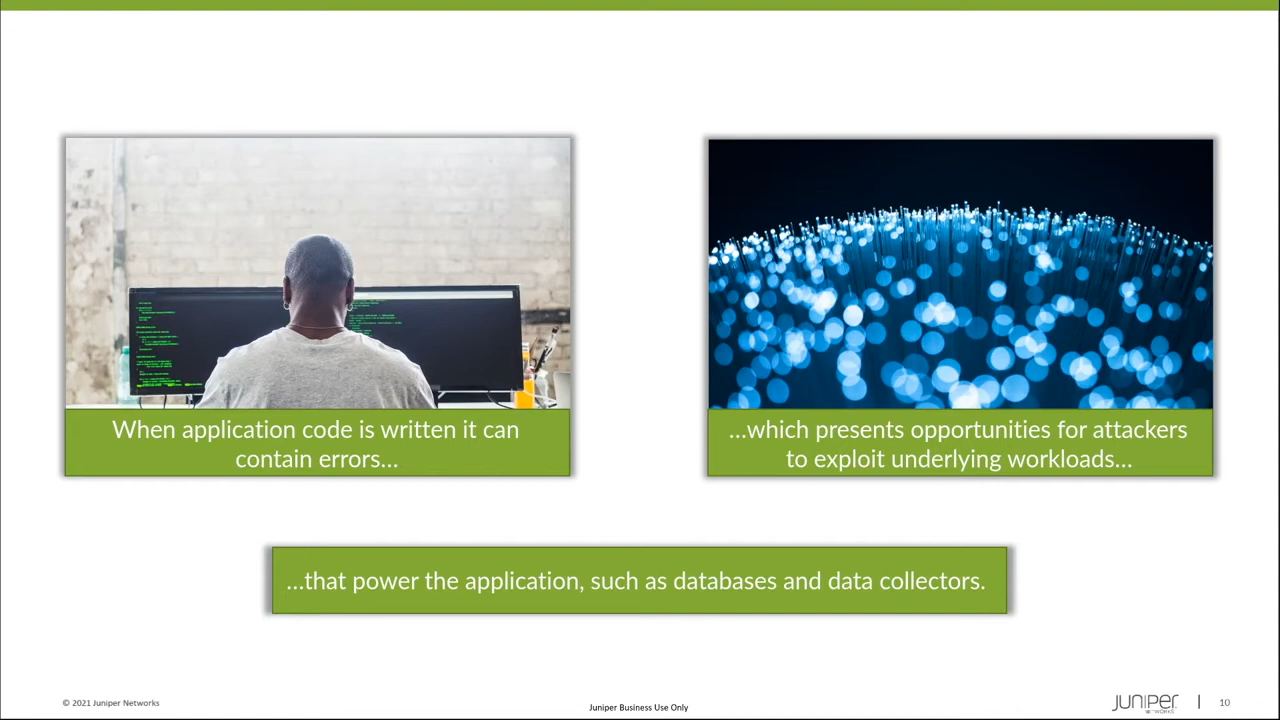 When application code is written it can
contain errors...
...which presents opportunities for attackers
to exploit underlying workloads...
...that power the application, such as databases and data collectors.
© 2021 Juniper Networks
Juniper Business Use Only
JUNIPER
NETWORKS
| 10